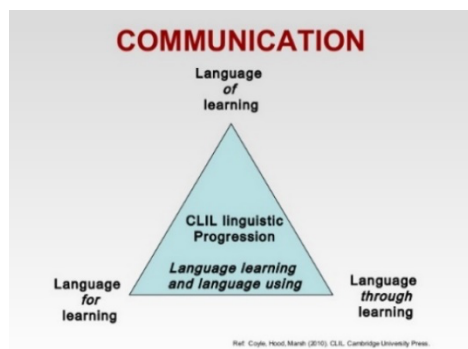 COMMUNICATION
Language
of
learning
CLIL linguistic
Progression
Language learning
and language using
Language
for
learning
Language
through
learning
Ref: Coyle, Hood, Marsh (2010). CLIL. Cambridge University Press.